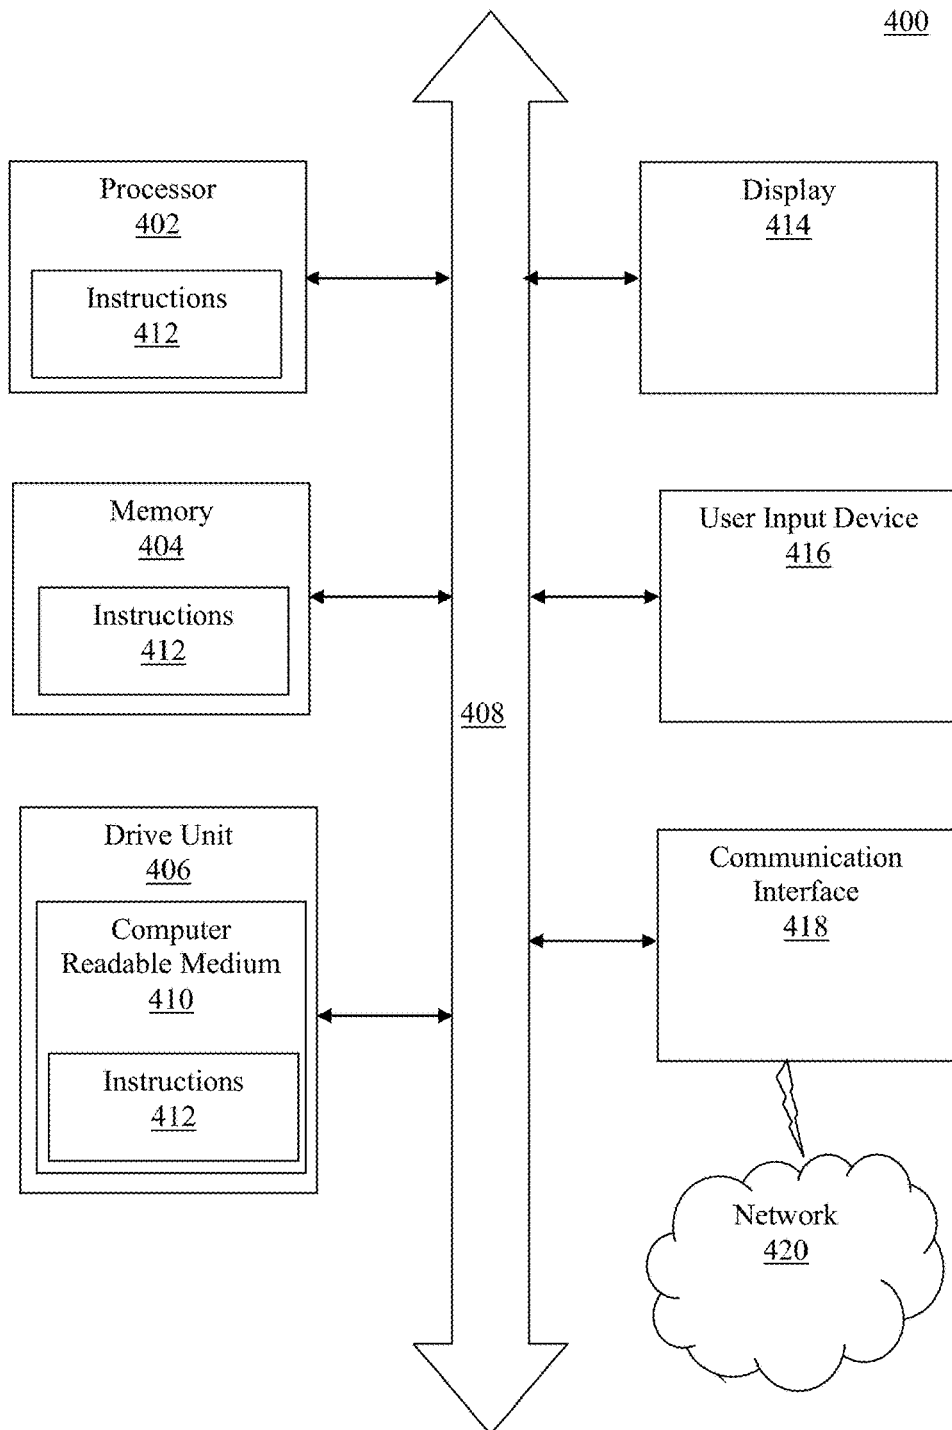 400
Processor
402
Instructions
412
Display
414
Memory
404
Instructions
412
User Input Device
416
408
Drive Unit
406
Computer
Readable Medium
410
Instructions
412
Communication
Interface
418
Network
420